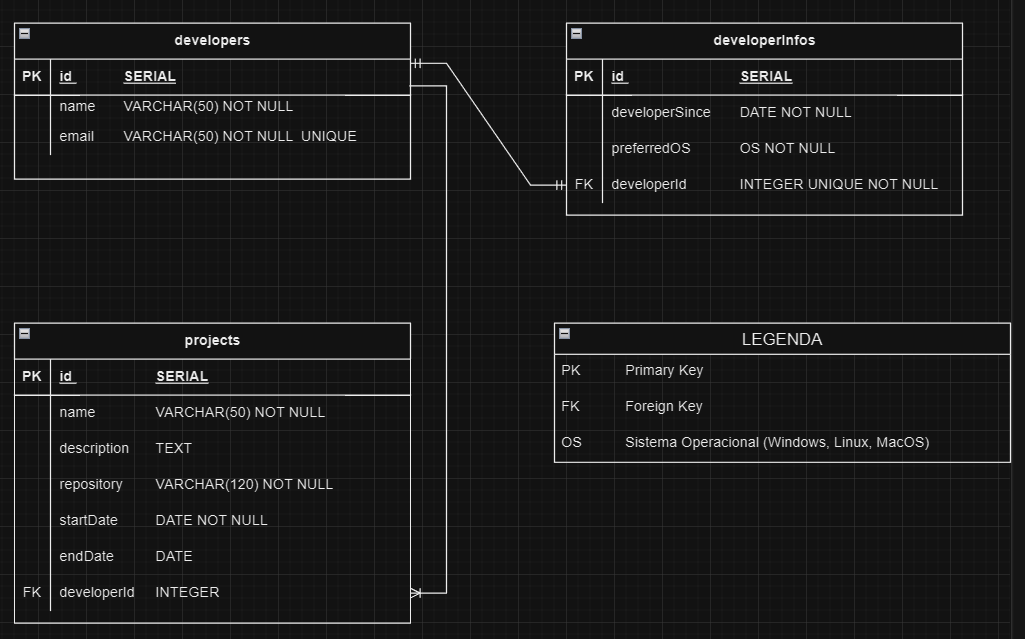 developers
PK id SERIAL
name VARCHAR(50) NOT NULL
email VARCHAR(50) NOT NULL UNIQUE
developerInfos
PK id SERIAL
developerSince DATE NOT NULL
preferredOS OS NOT NULL
FK developerId INTEGER UNIQUE NOT NULL
projects
PK id SERIAL
name VARCHAR(50) NOT NULL
description TEXT
repository VARCHAR(120) NOT NULL
startDate DATE NOT NULL
endDate DATE
FK developerId INTEGER
LEGENDA
PK Primary Key
FK Foreign Key
OS Sistema Operacional (Windows, Linux, MacOS)